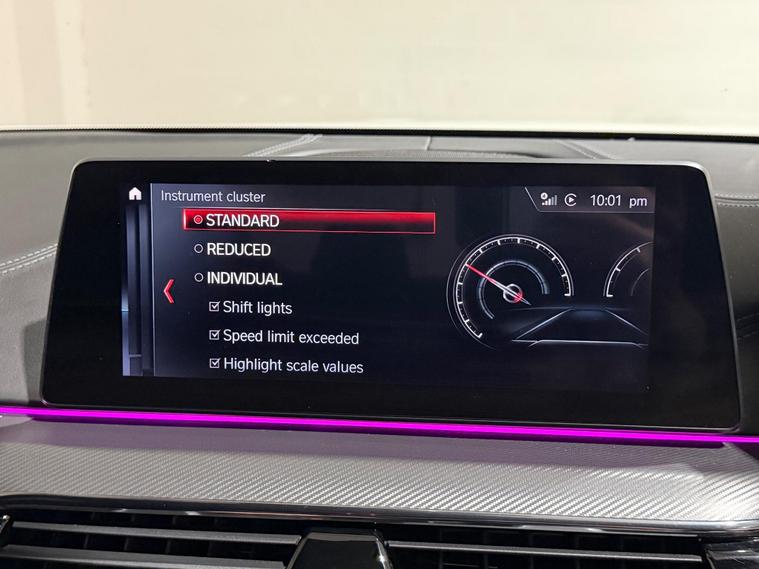 Instrument cluster
10:01 pm
STANDARD
REDUCED
INDIVIDUAL
Shift lights
Speed limit exceeded
Highlight scale values